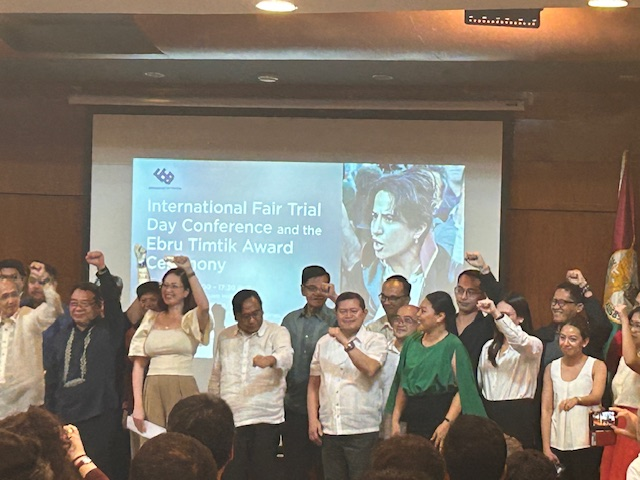 International Fair Trial
Day Conference and the
Ebru Timtik Award
Ceremony